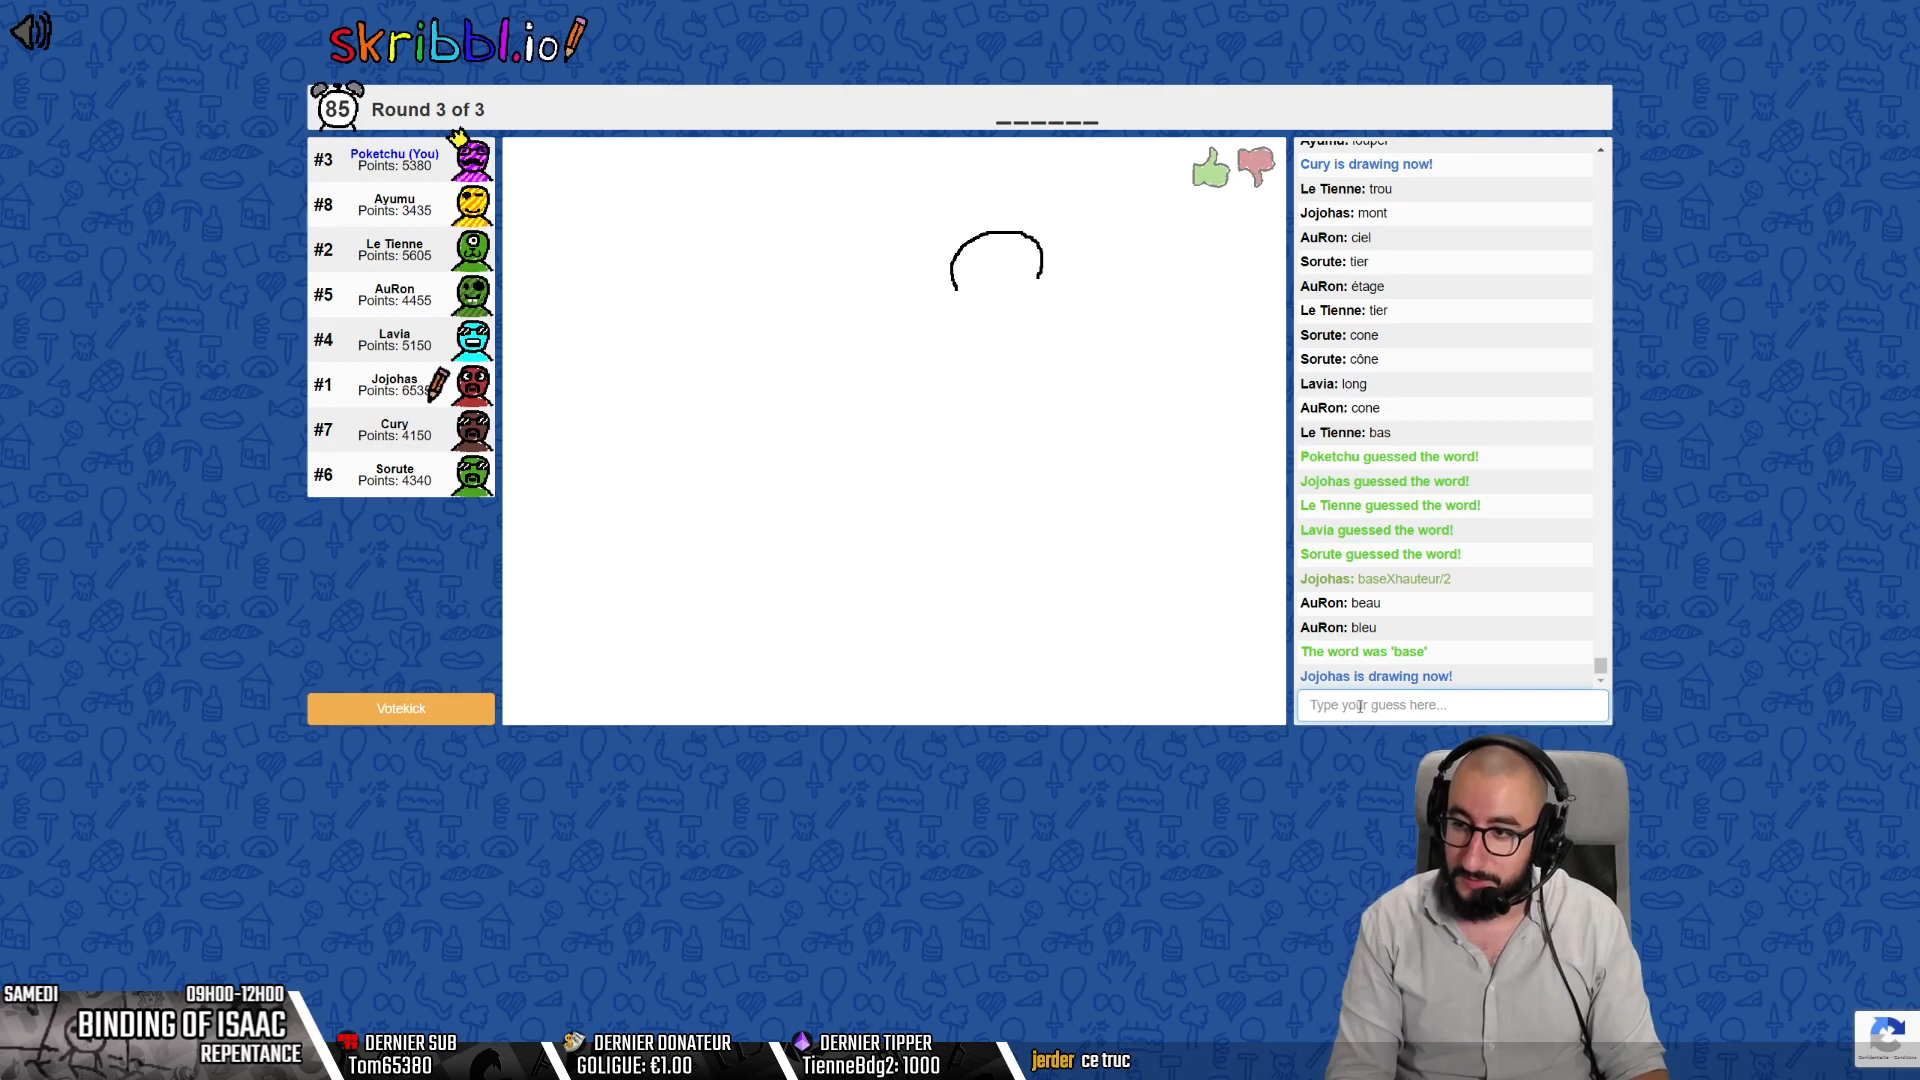 skribbl.io
85
Round 3 of 3
______
#3
Poketchu (You)
Points: 5380
#8
Ayumu
Points: 3435
#2
Le Tienne
Points: 5605
#5
AuRon
Points: 4455
#4
Lavia
Points: 5150
#1
Jojohas
Points: 6535
#7
Cury
Points: 4150
#6
Sorute
Points: 4340
Votekick
Ayumu: louper
Cury is drawing now!
Le Tienne: trou
Jojohas: mont
AuRon: ciel
Sorute: tier
AuRon: étage
Le Tienne: tier
Sorute: cone
Sorute: cône
Lavia: long
AuRon: cone
Le Tienne: bas
Poketchu guessed the word!
Jojohas guessed the word!
Le Tienne guessed the word!
Lavia guessed the word!
Sorute guessed the word!
Jojohas: baseXhauteur/2
AuRon: beau
AuRon: bleu
The word was 'base'
Jojohas is drawing now!
Type your guess here...
SAMEDI 09H00-12H00
BINDING OF ISAAC
REPENTANCE
DERNIER SUB
Tom65380
DERNIER DONATEUR
GOLIGUE: €1.00
DERNIER TIPPER
TienneBdg2: 1000
jerder ce truc